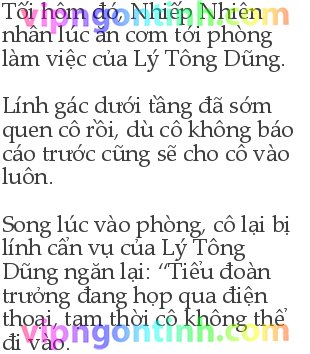 Tối hôm đó, Nhiếp Nhiên
nhân lúc ăn cơm tới phòng
làm việc của Lý Tông Dũng.
Lính gác dưới tầng đã sớm
quen cô rồi, dù cô không báo
cáo trước cũng sẽ cho cô vào
luôn.
Song lúc vào phòng, cô lại bị
lính cẩn vụ của Lý Tông
Dũng ngăn lại: “Tiểu đoàn
trưởng đang họp qua điện
thoại, tạm thời cô không thể
đi vào.
vipngontinh.com
vipngontinh.com